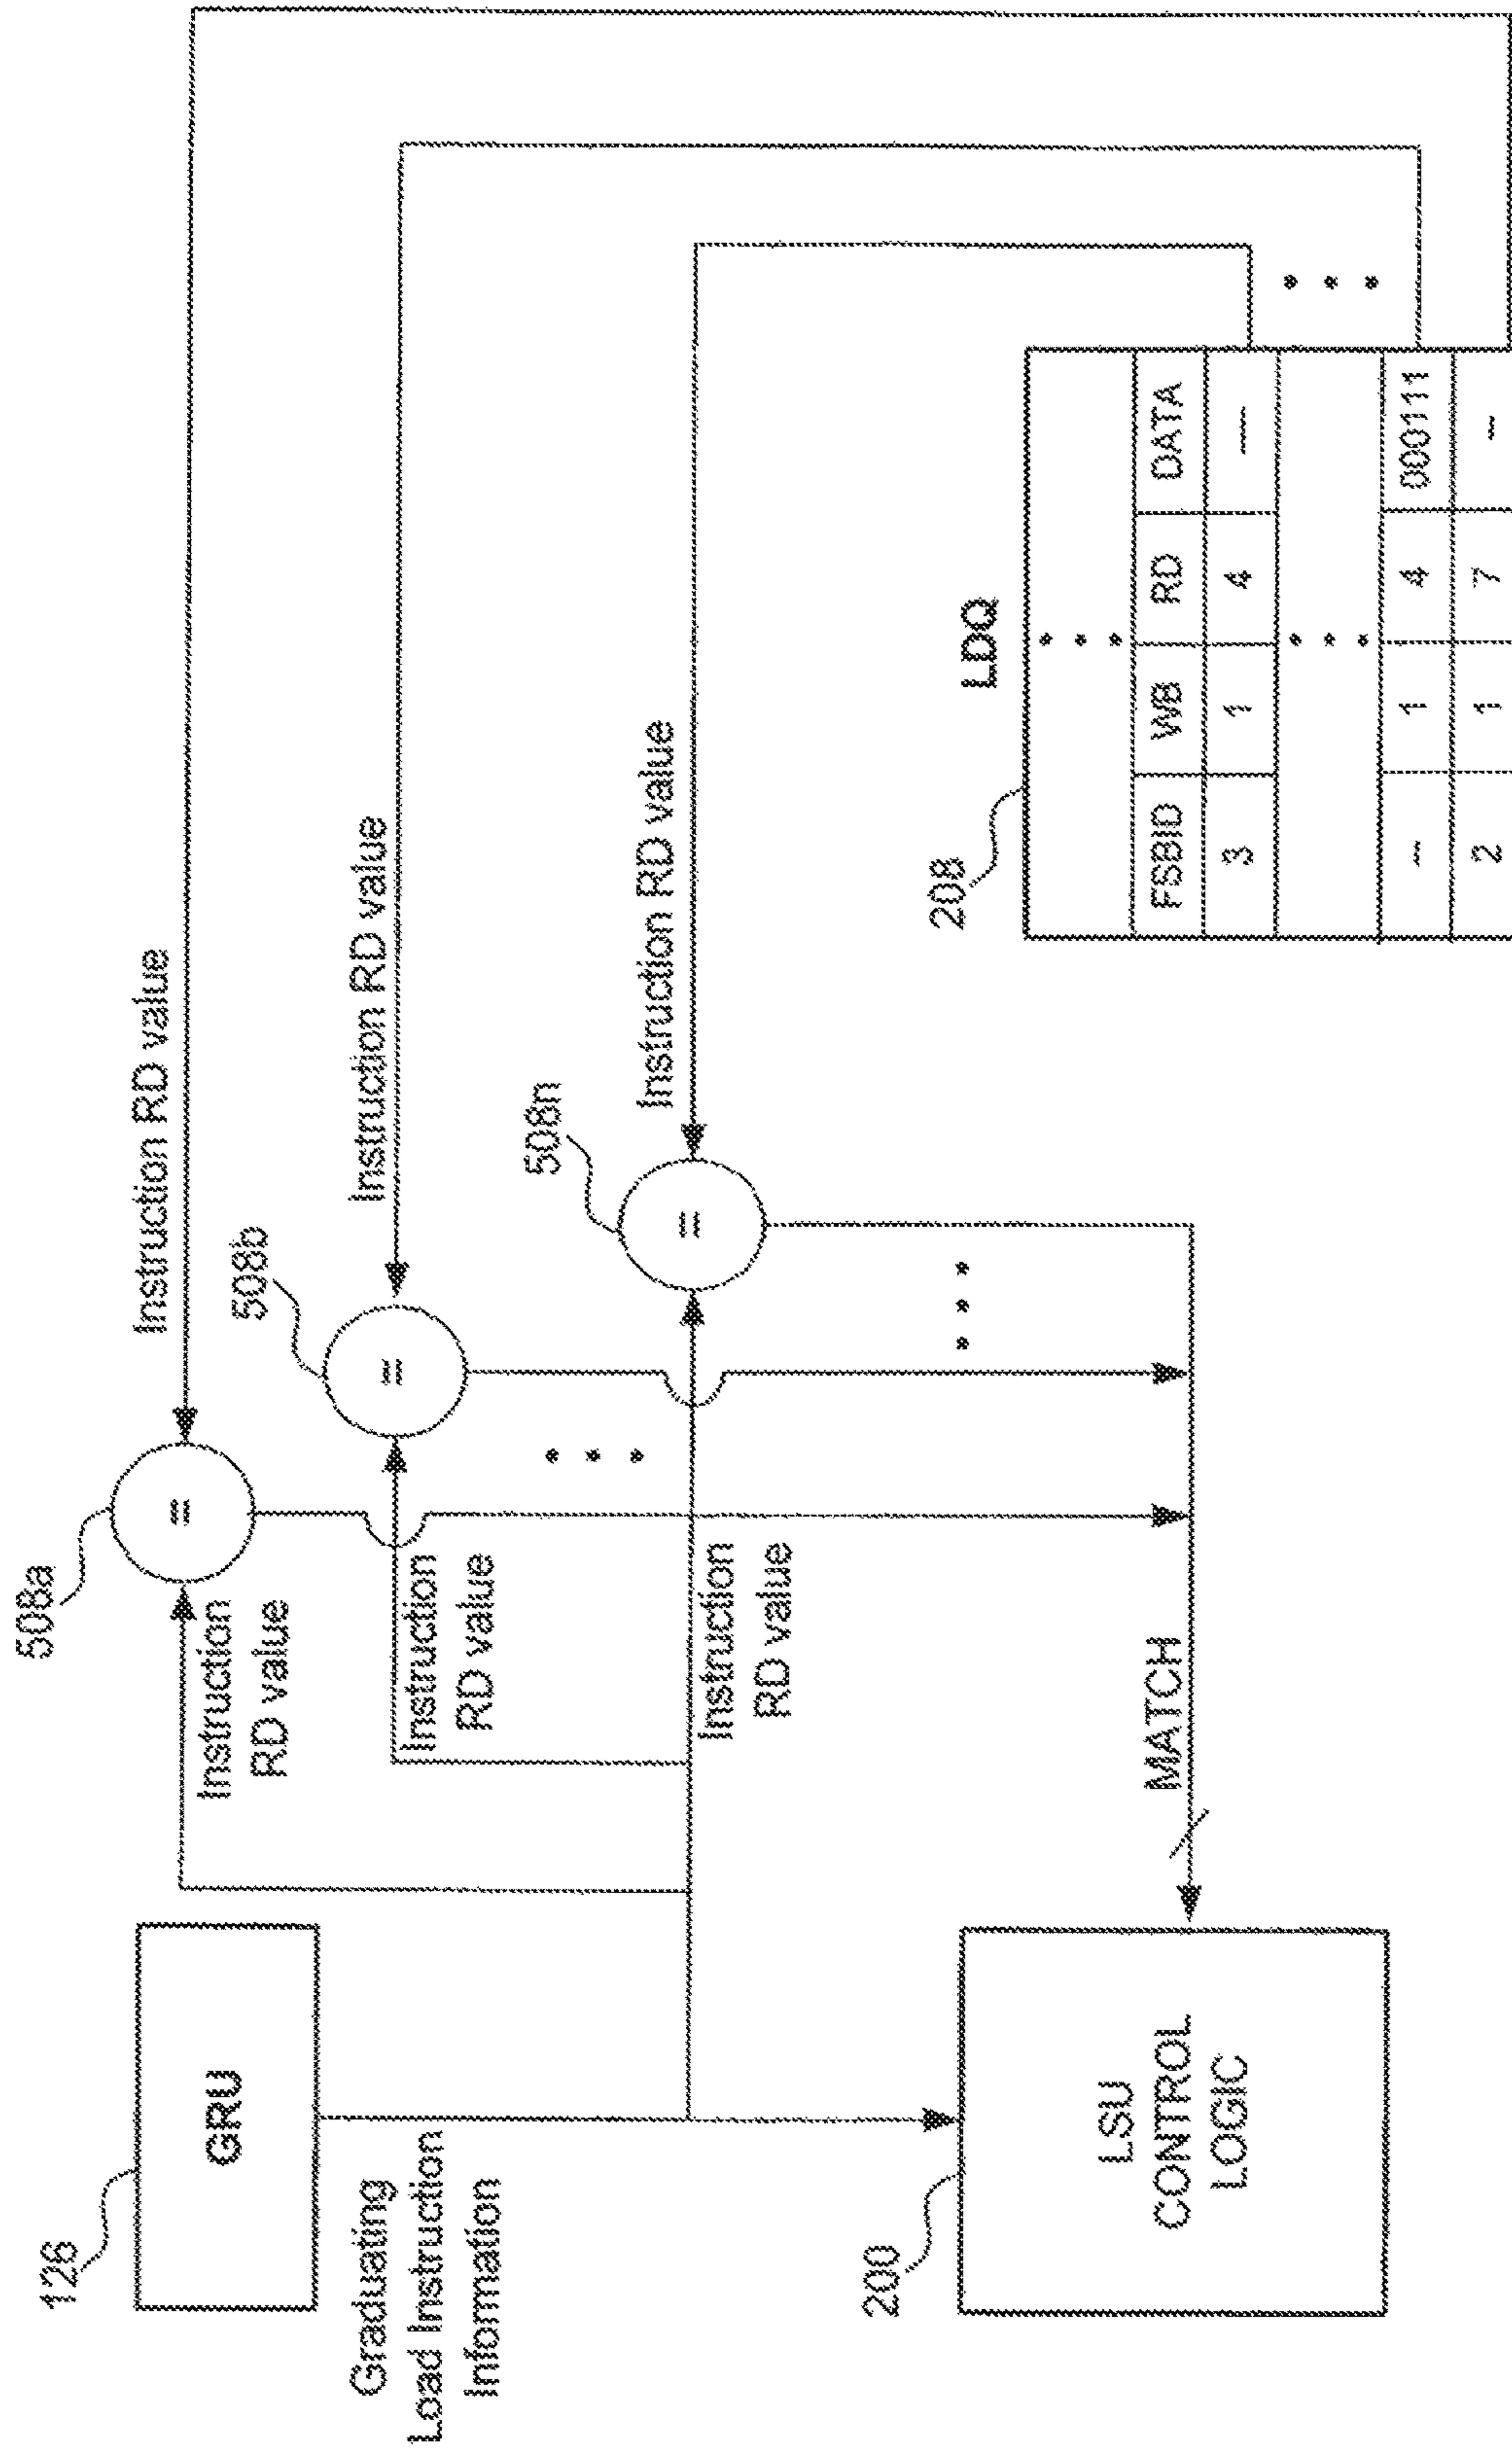 126
GRU
Graduating
Load Instruction
Information
508a
=
Instruction
RD value
Instruction RD value
508b
=
Instruction
RD value
Instruction RD value
508n
=
Instruction
RD value
Instruction RD value
200
LSU
CONTROL
LOGIC
MATCH
208
LDQ
FSBID WB RD DATA
3 1 4 —
– 1 4 000111
2 1 7 –